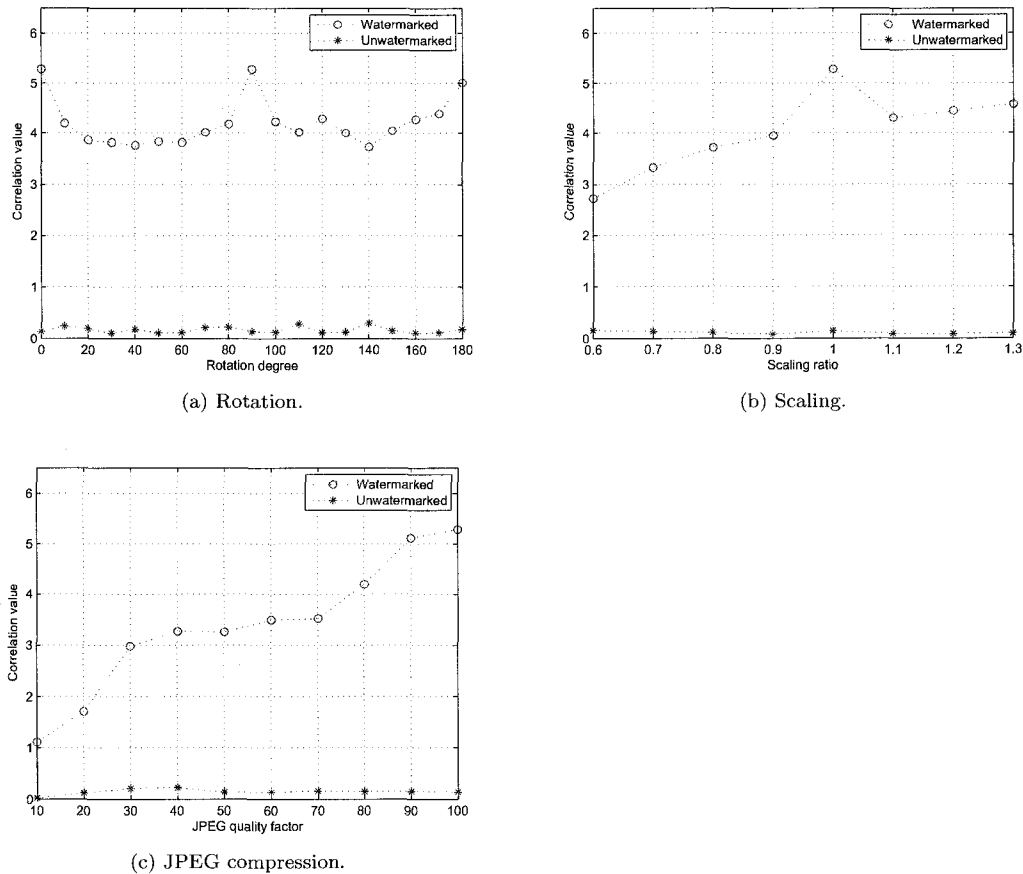 6
5
4
3
2
1
0
Correlation value
Watermarked
Unwatermarked
0 20 40 60 80 100 120 140 160 180
Rotation degree
(a) Rotation.
6
5
4
3
2
1
0
Correlation value
Watermarked
Unwatermarked
0.6 0.7 0.8 0.9 1 1.1 1.2 1.3
Scaling ratio
(b) Scaling.
6
5
4
3
2
1
0
Correlation value
Watermarked
Unwatermarked
10 20 30 40 50 60 70 80 90 100
JPEG quality factor
(c) JPEG compression.